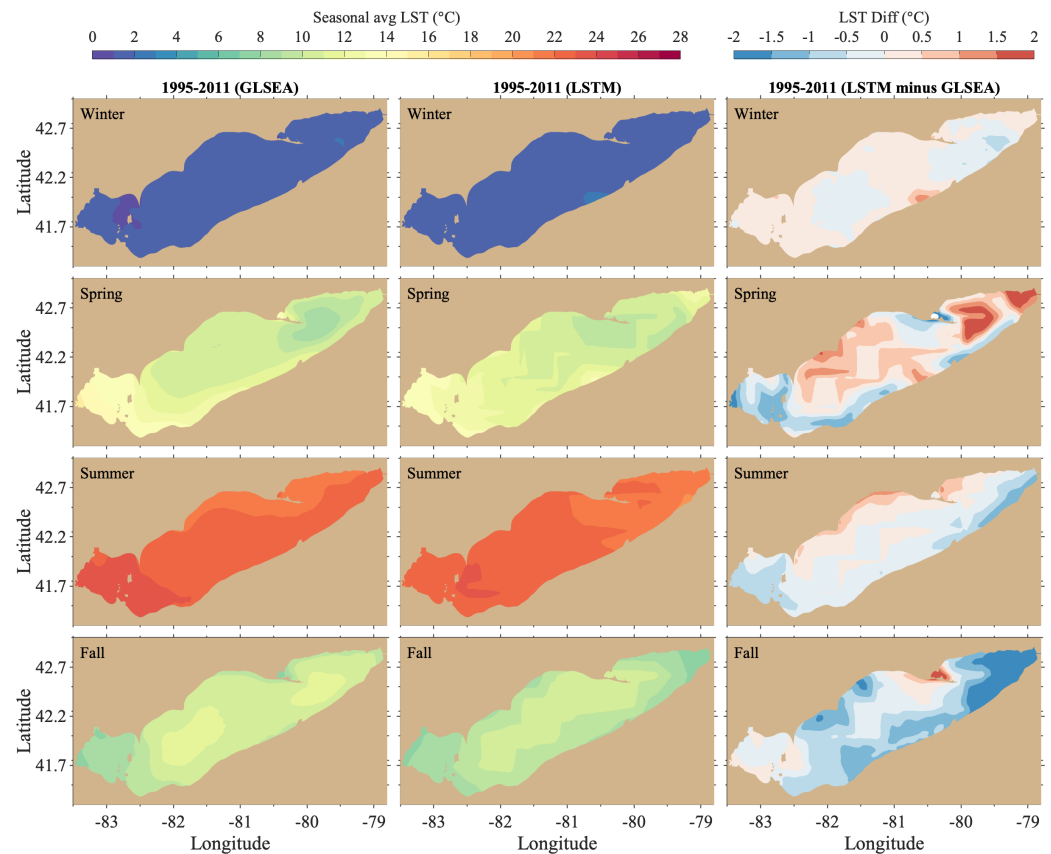 Seasonal avg LST (°C)
LST Diff (°C)
0 2 4 6 8 10 12 14 16 18 20 22 24 26 28
-2 -1.5 -1 -0.5 0 0.5 1 1.5 2
1995-2011 (GLSEA)
1995-2011 (LSTM)
1995-2011 (LSTM minus GLSEA)
Winter
Winter
Winter
Latitude
42.7
42.2
41.7
Spring
Spring
Spring
Latitude
42.7
42.2
41.7
Summer
Summer
Summer
Latitude
42.7
42.2
41.7
Fall
Fall
Fall
Latitude
42.7
42.2
41.7
-83 -82 -81 -80 -79
-83 -82 -81 -80 -79
-83 -82 -81 -80 -79
Longitude
Longitude
Longitude